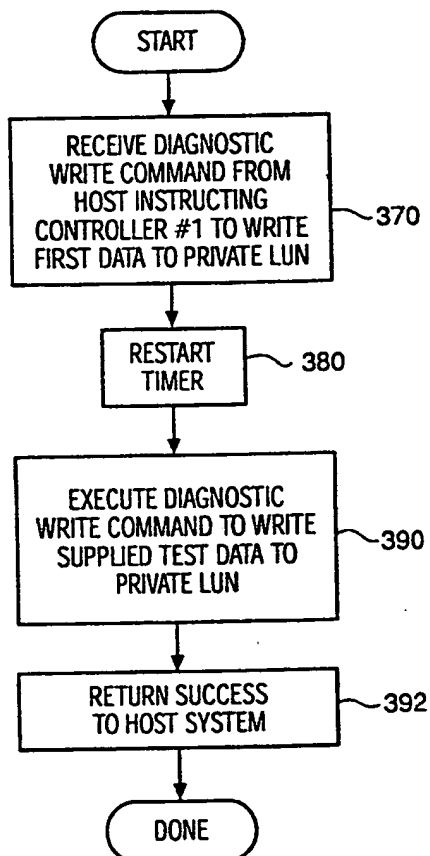 START
RECEIVE DIAGNOSTIC
WRITE COMMAND FROM
HOST INSTRUCTING
CONTROLLER #1 TO WRITE
FIRST DATA TO PRIVATE LUN
370
RESTART
TIMER
380
EXECUTE DIAGNOSTIC
WRITE COMMAND TO WRITE
SUPPLIED TEST DATA TO
PRIVATE LUN
390
RETURN SUCCESS
TO HOST SYSTEM
392
DONE